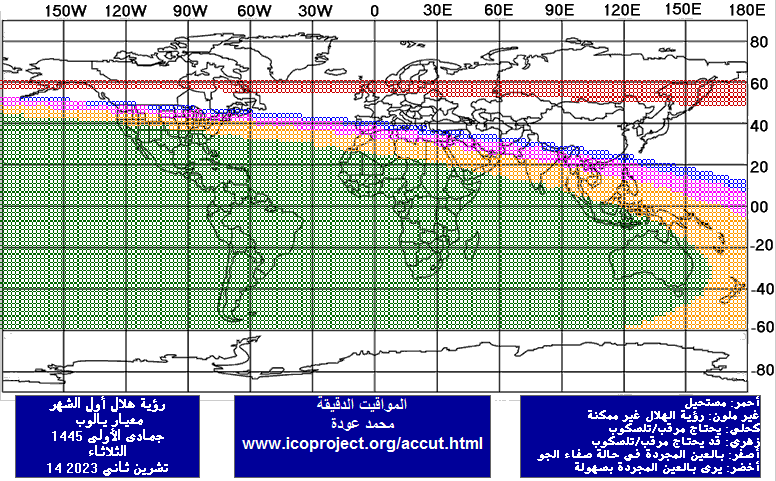 150W 120W 90W 60W 30W 0 30E 60E 90E 120E 150E 180E
80
60
40
20
00
-20
-40
-60
-80
رؤية هلال أول الشهر
معيار يالوب
جمادى الأولى 1445
الثلاثاء
14 تشرين ثاني 2023
المواقيت الدقيقة
محمد عودة
www.icoproject.org/accut.html
أحمر: مستحيل
غير ملون: رؤية الهلال غير ممكنة
كحلي: يحتاج مرقب/تلسكوب
زهري: قد يحتاج مرقب/تلسكوب
أصفر: بالعين المجردة في حالة صفاء الجو
أخضر: يرى بالعين المجردة بسهولة